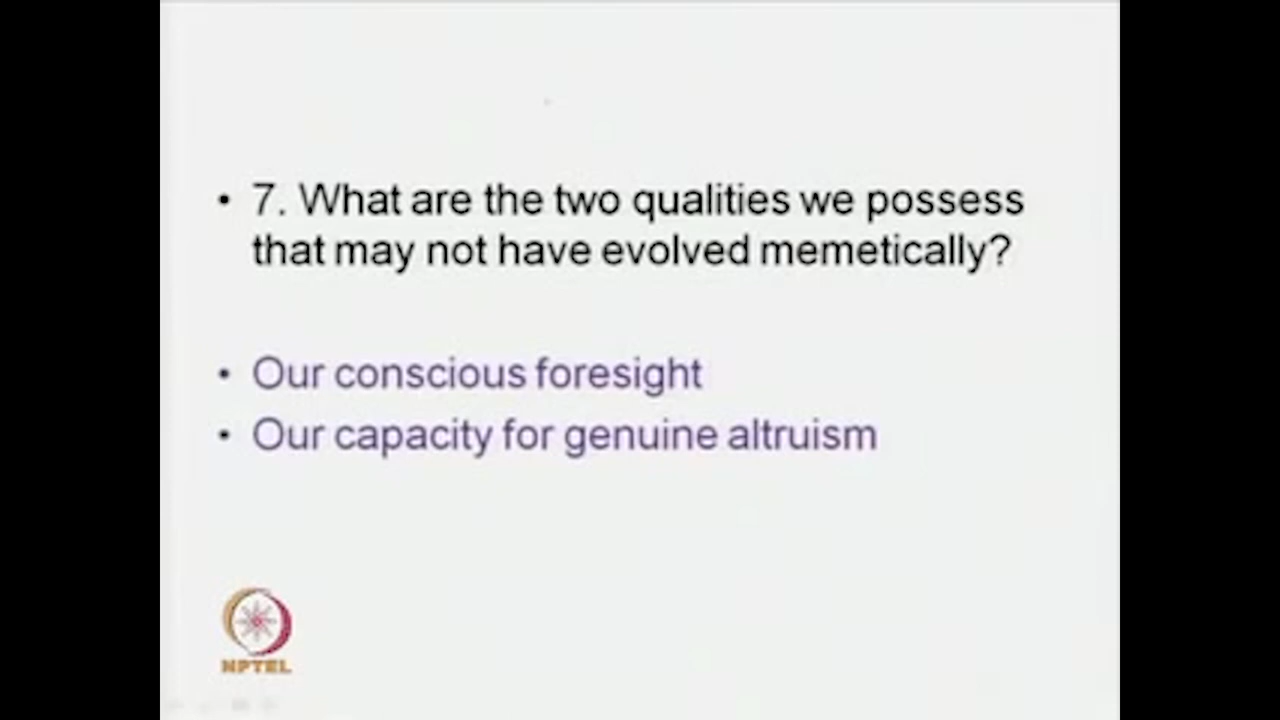 • 7. What are the two qualities we possess
that may not have evolved memetically?
• Our conscious foresight
• Our capacity for genuine altruism
NPTEL